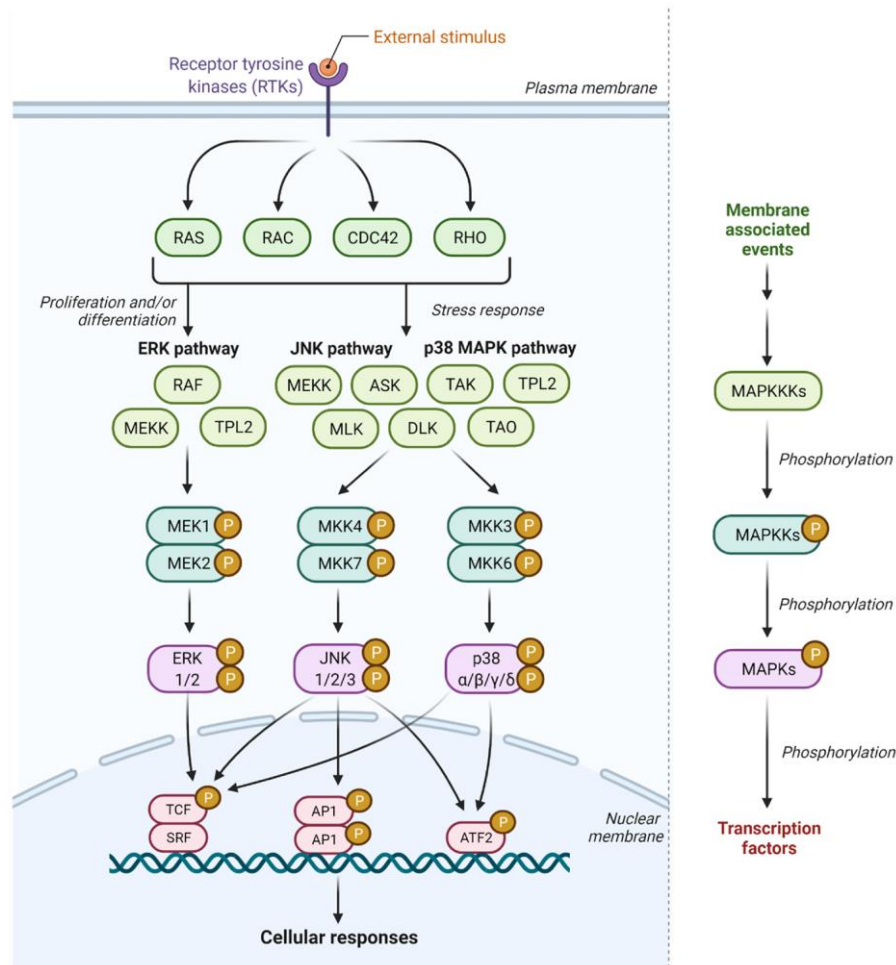 External stimulus
Receptor tyrosine
kinases (RTKs)
Plasma membrane
RAS
RAC
CDC42
RHO
Membrane
associated
events
Proliferation and/or
differentiation
Stress response
ERK pathway
JNK pathway
p38 MAPK pathway
RAF
MEKK
ASK
TAK
TPL2
MAPKKKs
MEKK
TPL2
MLK
DLK
TAO
Phosphorylation
MEK1
P
MKK4
P
MKK3
P
MAPKKs
P
MEK2
P
MKK7
P
MKK6
P
Phosphorylation
ERK
1/2
P
P
JNK
1/2/3
P
P
p38
α/β/γ/δ
P
P
MAPKs
P
Phosphorylation
TCF
P
SRF
AP1
P
AP1
P
ATF2
P
Nuclear
membrane
Transcription
factors
Cellular responses